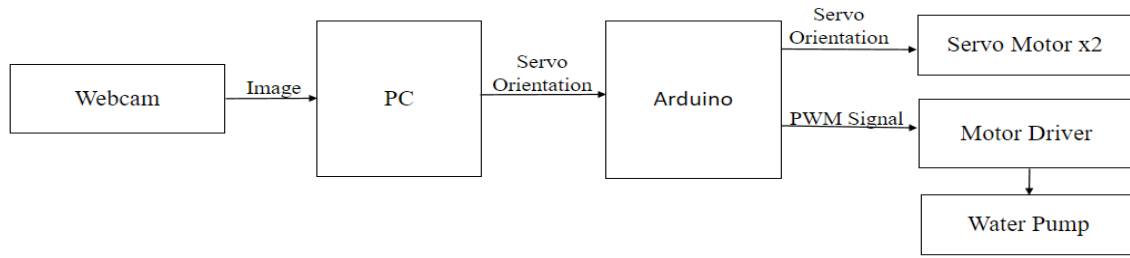 Webcam
Image
PC
Servo
Orientation
Arduino
Servo
Orientation
Servo Motor x2
PWM Signal
Motor Driver
Water Pump